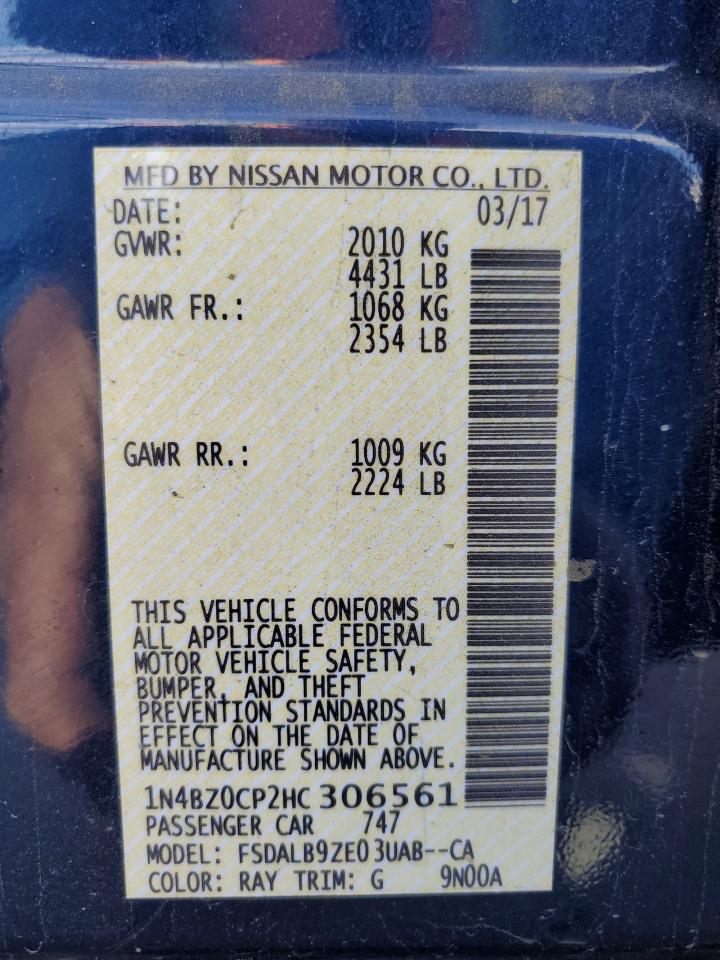 MFD BY NISSAN MOTOR CO., LTD.
DATE: 03/17
GVWR: 2010 KG
4431 LB
GAWR FR.: 1068 KG
2354 LB
GAWR RR.: 1009 KG
2224 LB
THIS VEHICLE CONFORMS TO
ALL APPLICABLE FEDERAL
MOTOR VEHICLE SAFETY,
BUMPER, AND THEFT
PREVENTION STANDARDS IN
EFFECT ON THE DATE OF
MANUFACTURE SHOWN ABOVE.
1N4BZ0CP2HC 306561
PASSENGER CAR 747
MODEL: FSDALB9ZE03UAB--CA
COLOR: RAY TRIM: G 9N00A